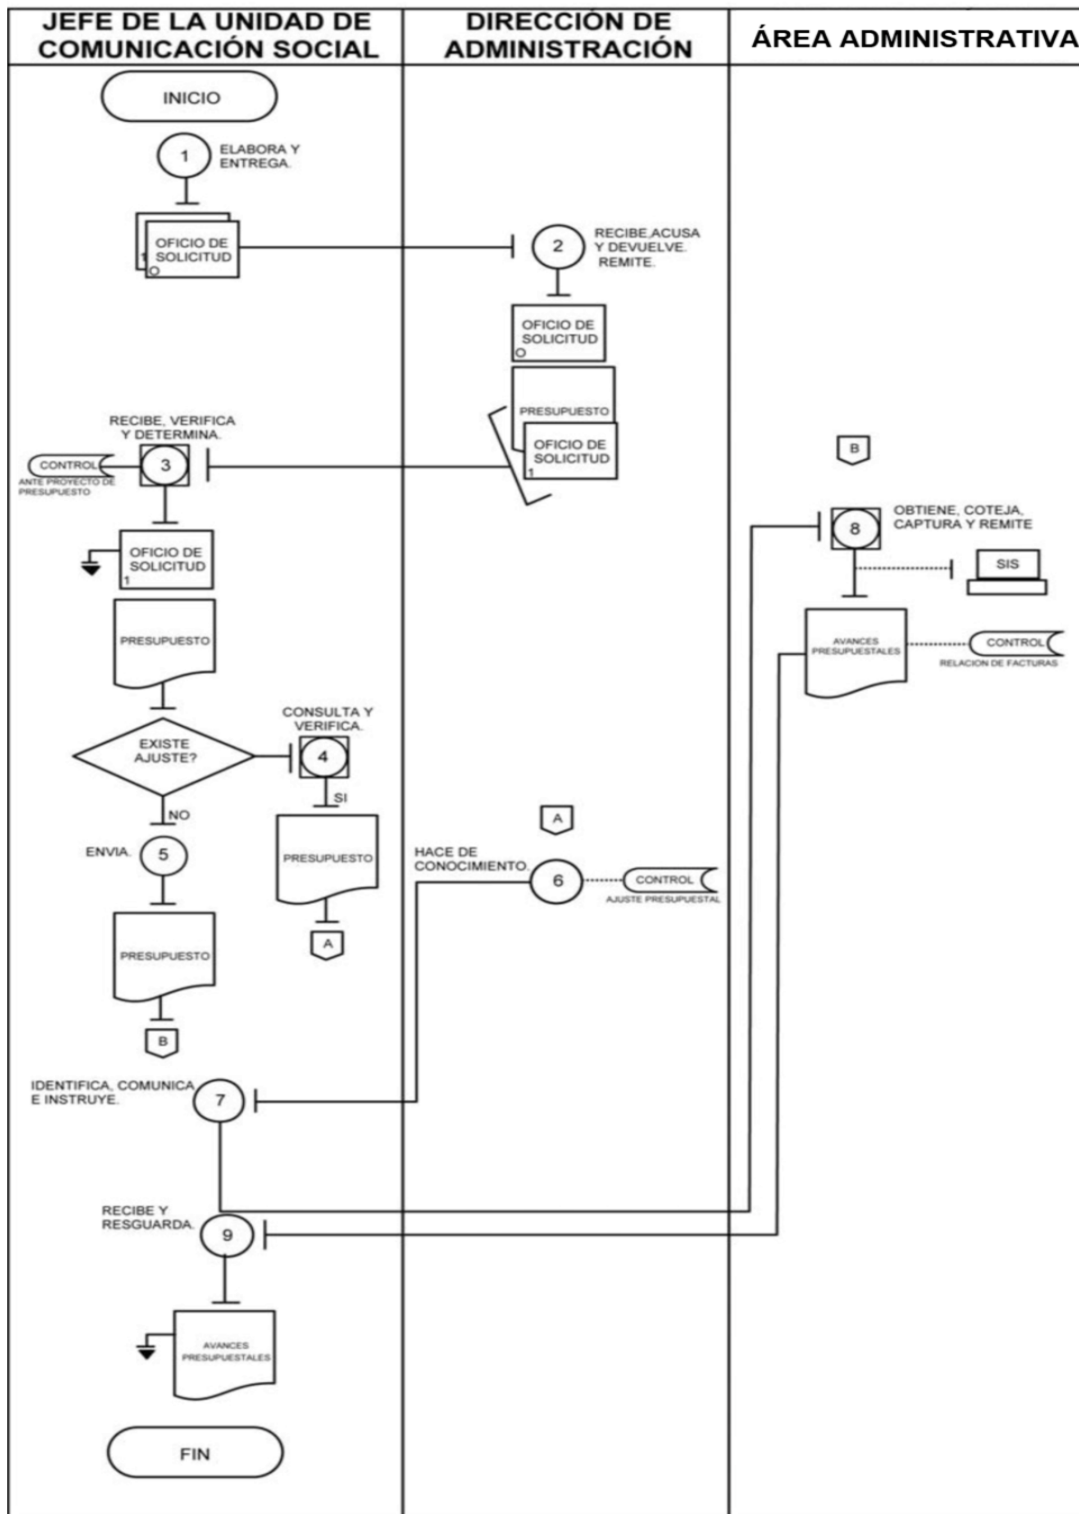 JEFE DE LA UNIDAD DE
COMUNICACIÓN SOCIAL
DIRECCIÓN DE
ADMINISTRACIÓN
ÁREA ADMINISTRATIVA
INICIO
1
ELABORA Y
ENTREGA.
OFICIO DE
SOLICITUD
1
O
2
RECIBE,ACUSA
Y DEVUELVE.
REMITE.
OFICIO DE
SOLICITUD
O
PRESUPUESTO
OFICIO DE
SOLICITUD
1
RECIBE, VERIFICA
Y DETERMINA.
3
CONTROL
ANTE PROYECTO DE
PRESUPUESTO
OFICIO DE
SOLICITUD
1
PRESUPUESTO
EXISTE
AJUSTE?
CONSULTA Y
VERIFICA.
4
SI
PRESUPUESTO
A
NO
ENVIA.
5
PRESUPUESTO
B
A
HACE DE
CONOCIMIENTO.
6
CONTROL
AJUSTE PRESUPUESTAL
IDENTIFICA, COMUNICA
E INSTRUYE.
7
B
8
OBTIENE, COTEJA,
CAPTURA Y REMITE
SIS
AVANCES
PRESUPUESTALES
CONTROL
RELACION DE FACTURAS
RECIBE Y
RESGUARDA.
9
AVANCES
PRESUPUESTALES
FIN